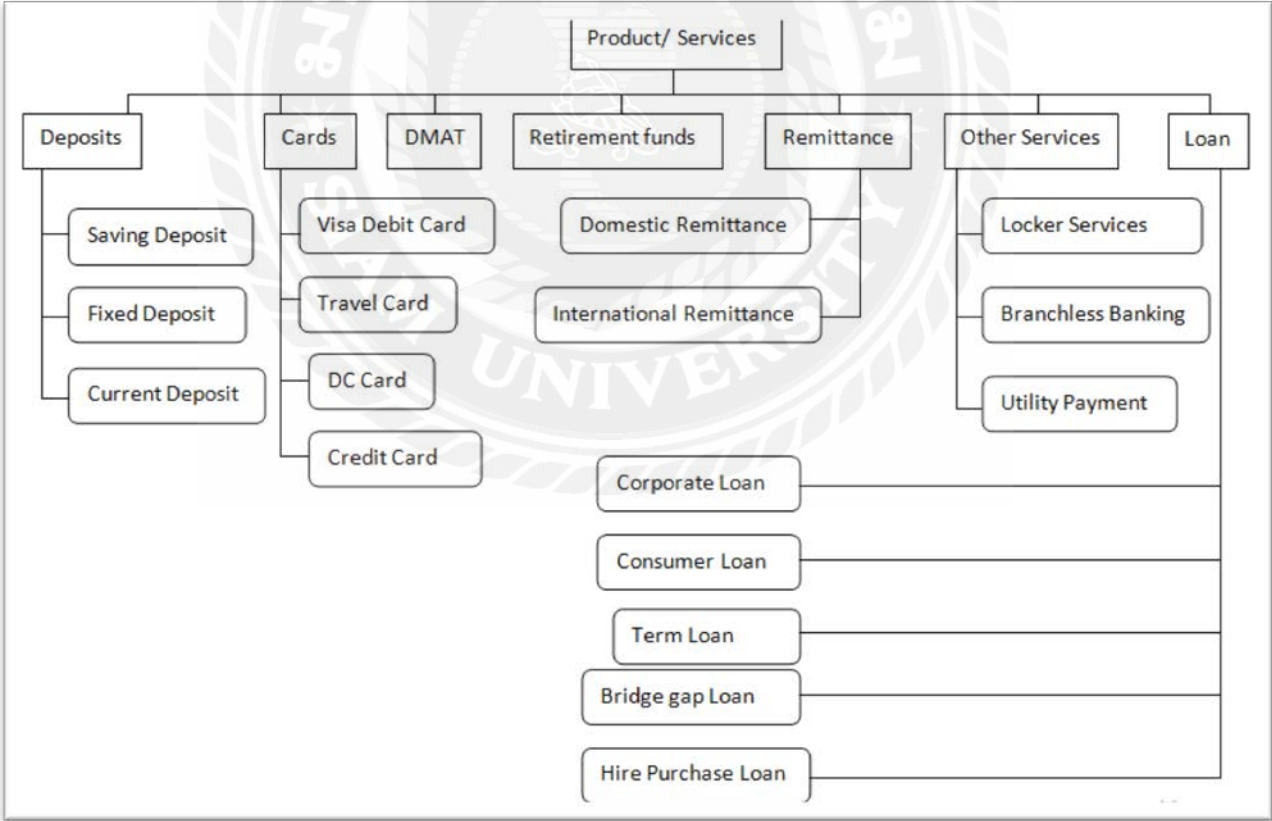 Product/ Services
Deposits
Cards
DMAT
Retirement funds
Remittance
Other Services
Loan
Saving Deposit
Fixed Deposit
Current Deposit
Visa Debit Card
Travel Card
DC Card
Credit Card
Domestic Remittance
International Remittance
Locker Services
Branchless Banking
Utility Payment
Corporate Loan
Consumer Loan
Term Loan
Bridge gap Loan
Hire Purchase Loan
SIAM UNIVERSITY